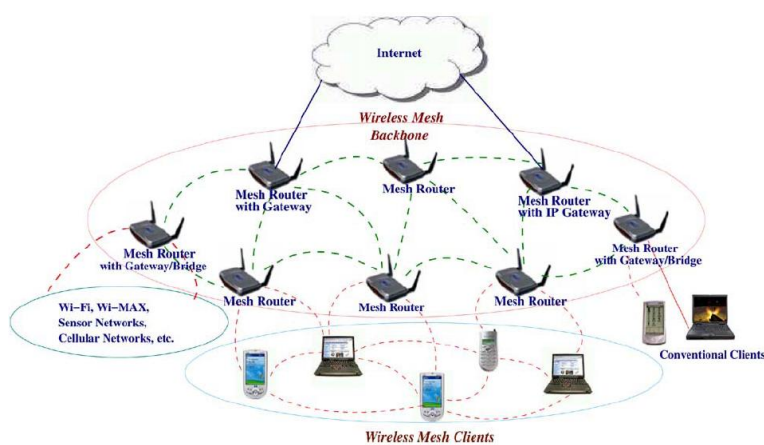 Internet
Wireless Mesh
Backbone
Mesh Router
with Gateway
Mesh Router
Mesh Router
with IP Gateway
Mesh Router
with Gateway/Bridge
Mesh Router
with Gateway/Bridge
Mesh Router
Mesh Router
Mesh Router
Wi-Fi, Wi-MAX,
Sensor Networks,
Cellular Networks, etc.
Conventional Clients
Wireless Mesh Clients